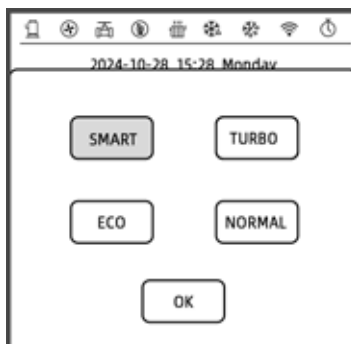 2024-10-28 15:28 Monday
SMART TURBO
ECO NORMAL
OK